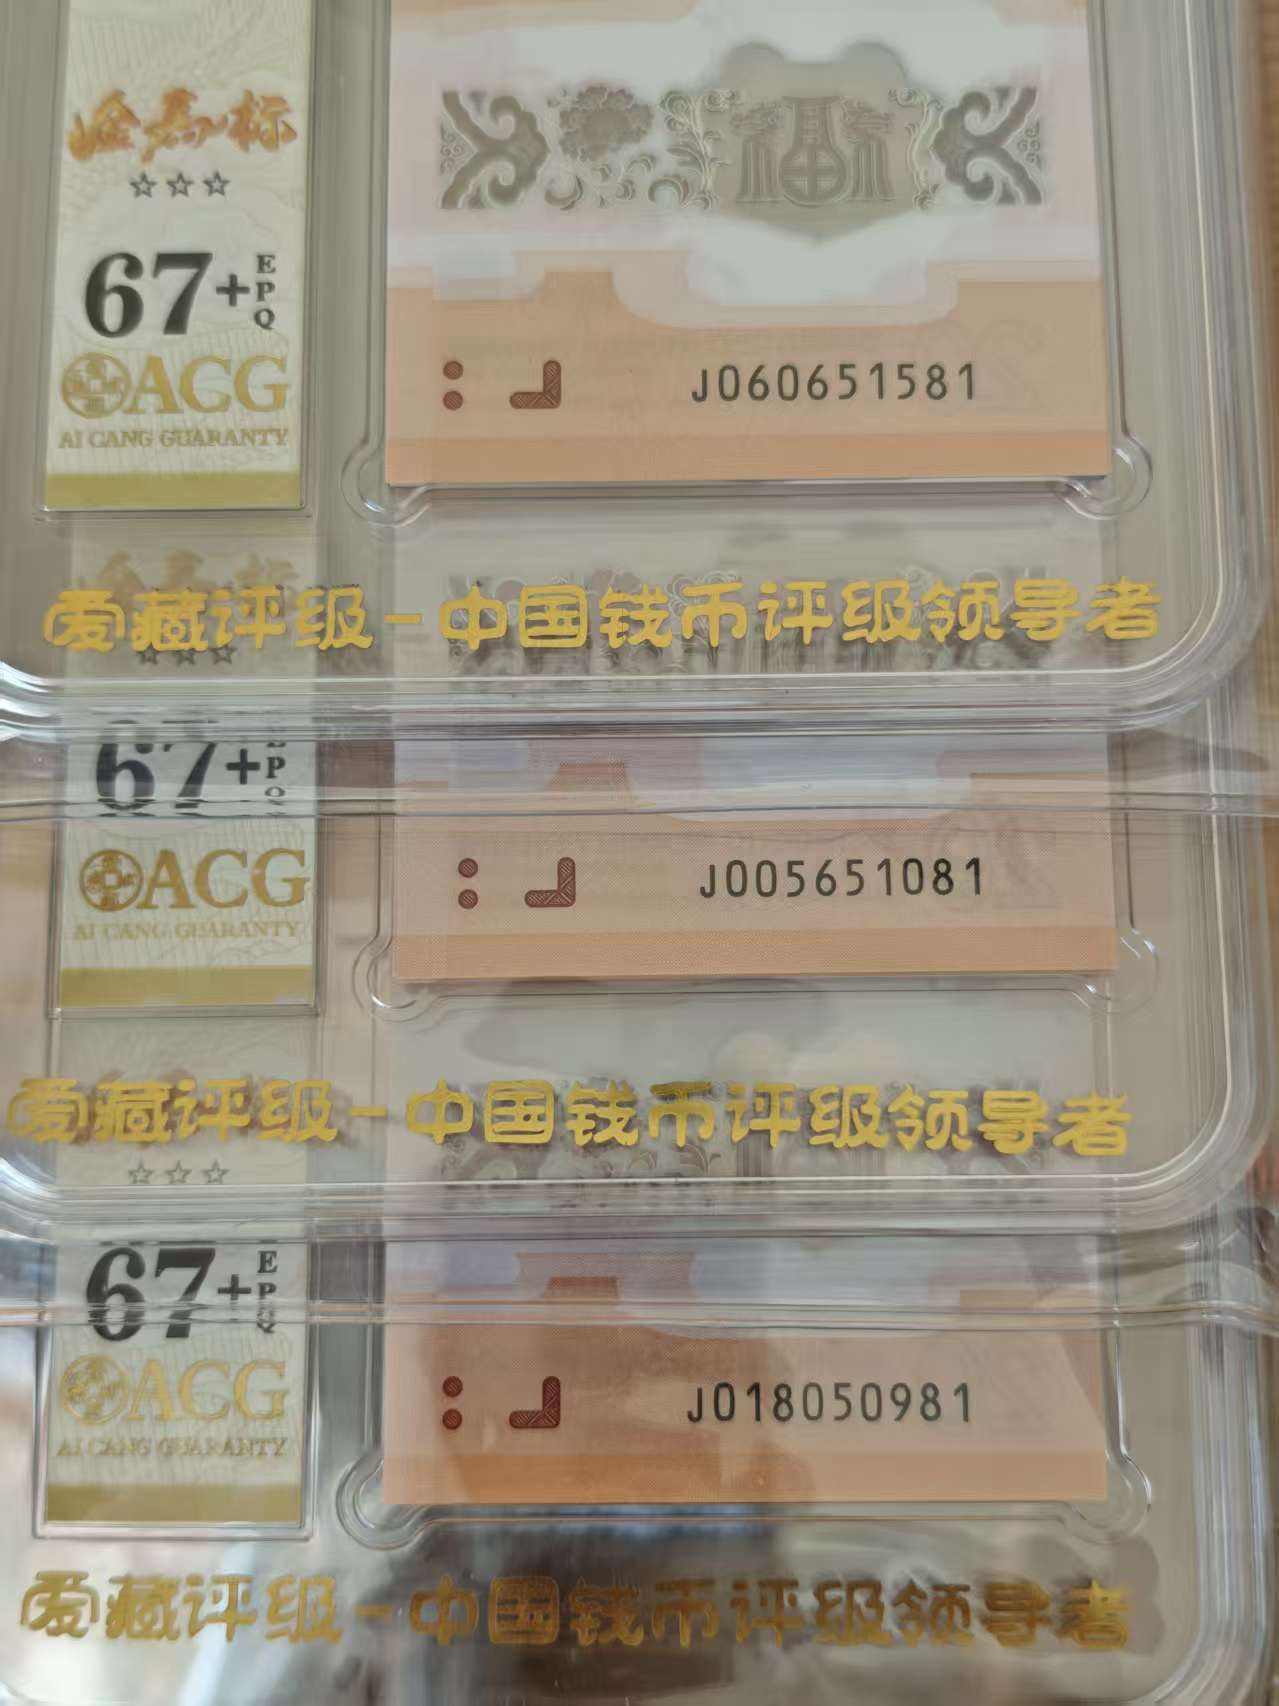 金马标
☆☆☆
67+
EPQ
ACG
AI CANG GUARANTY
福
J060651581
爱藏评级-中国钱币评级领导者
67+
EPQ
ACG
AI CANG GUARANTY
J005651081
爱藏评级-中国钱币评级领导者
☆☆☆
67+
EPQ
ACG
AI CANG GUARANTY
J018050981
爱藏评级-中国钱币评级领导者